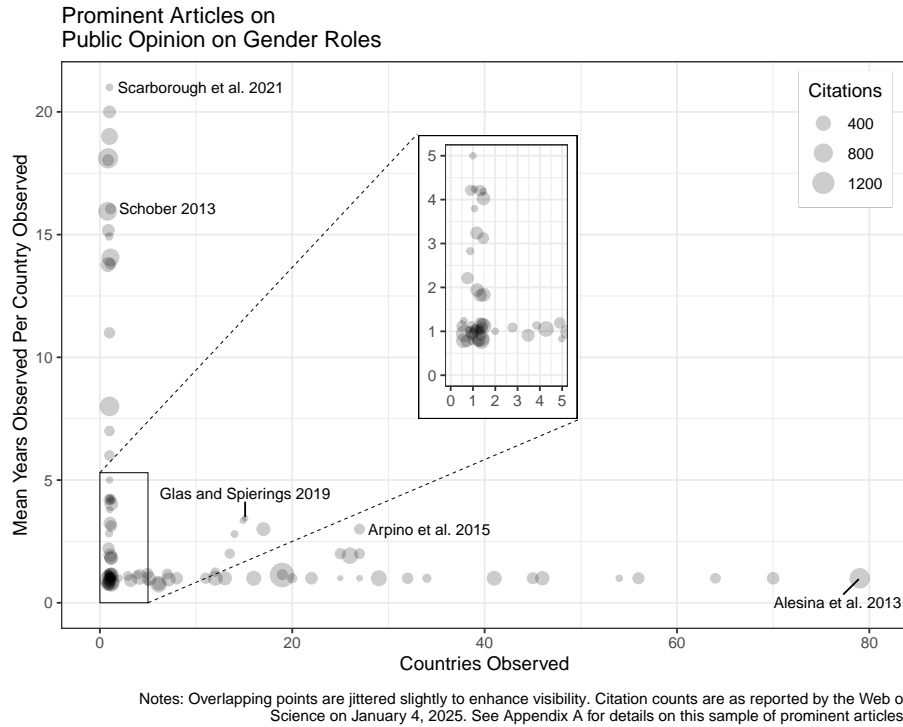 Prominent Articles on
Public Opinion on Gender Roles
Mean Years Observed Per Country Observed
20
15
10
5
0
Scarborough et al. 2021
Schober 2013
Glas and Spierings 2019
Arpino et al. 2015
Alesina et al. 2013
Citations
400
800
1200
5
4
3
2
1
0
0 1 2 3 4 5
0 20 40 60 80
Countries Observed
Notes: Overlapping points are jittered slightly to enhance visibility. Citation counts are as reported by the Web o
Science on January 4, 2025. See Appendix A for details on this sample of prominent articles